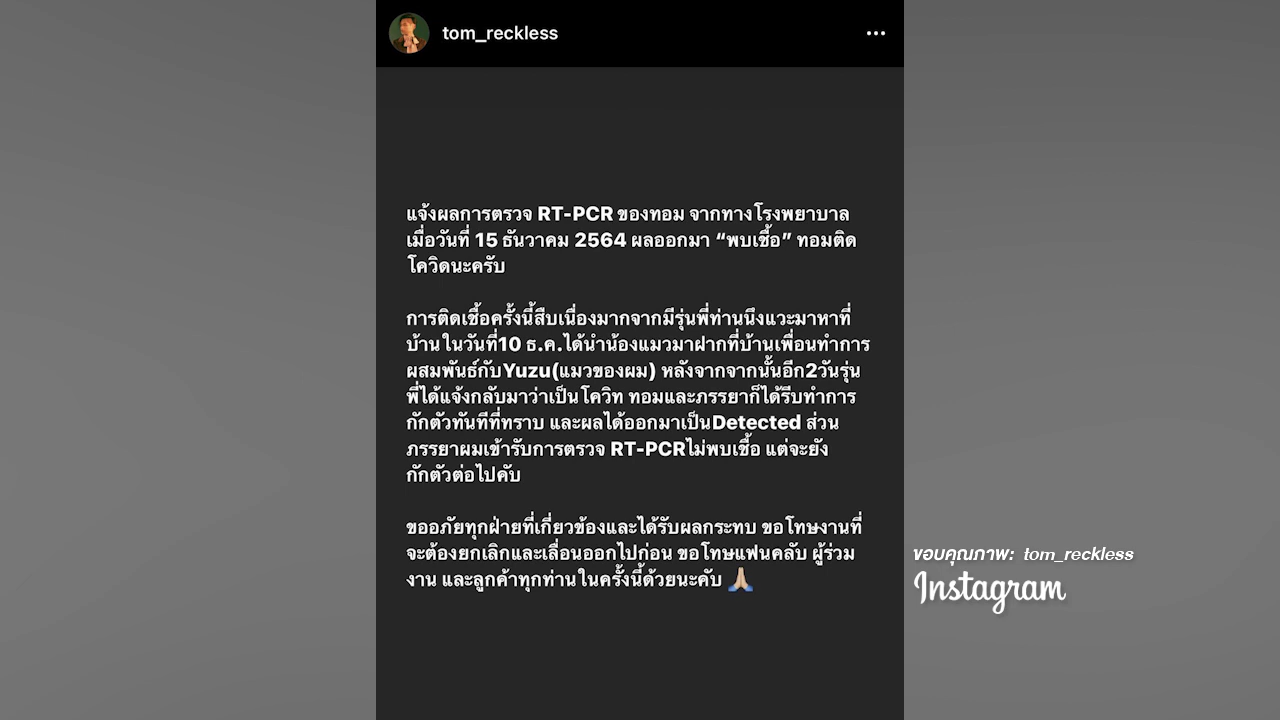 tom_reckless
แจ้งผลการตรวจ RT-PCR ของทอม จากทางโรงพยาบาล
เมื่อวันที่ 15 ธันวาคม 2564 ผลออกมา “พบเชื้อ” ทอมติด
โควิดนะครับ
การติดเชื้อครั้งนี้สืบเนื่องมากจากมีรุ่นพี่ท่านนึงแวะมาหาที่
บ้านในวันที่10 ธ.ค.ได้นำน้องแมวมาฝากที่บ้านเพื่อนทำการ
ผสมพันธ์กับYuzu(แมวของผม) หลังจากจากนั้นอีก2วันรุ่น
พี่ได้แจ้งกลับมาว่าเป็นโควิท ทอมและภรรยาก็ได้รีบทำการ
กักตัวทันทีที่ทราบ และผลได้ออกมาเป็นDetected ส่วน
ภรรยาผมเข้ารับการตรวจ RT-PCRไม่พบเชื้อ แต่จะยัง
กักตัวต่อไปคับ
ขออภัยทุกฝ่ายที่เกี่ยวข้องและได้รับผลกระทบ ขอโทษงานที่
จะต้องยกเลิกและเลื่อนออกไปก่อน ขอโทษแฟนคลับ ผู้ร่วม
งาน และลูกค้าทุกท่านในครั้งนี้ด้วยนะคับ 🙏🏼
ขอบคุณภาพ: tom_reckless
Instagram